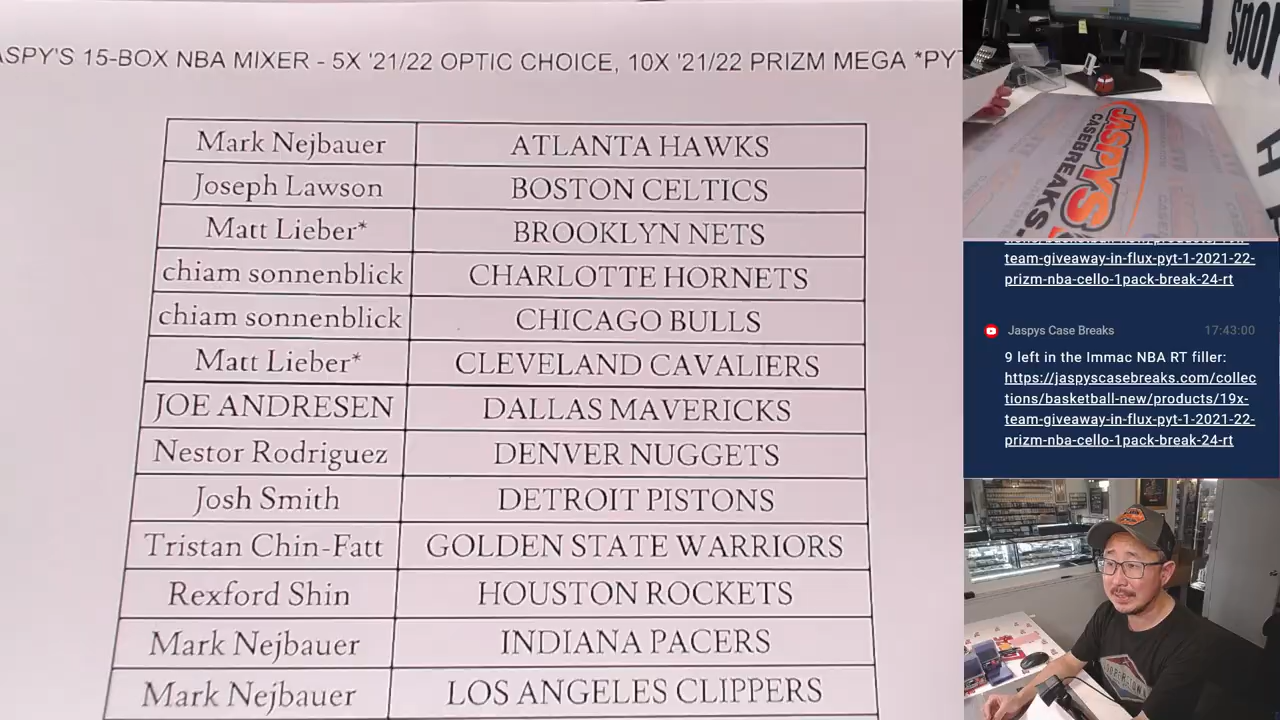 ASPY'S 15-BOX NBA MIXER - 5X '21/22 OPTIC CHOICE, 10X '21/22 PRIZM MEGA *PYT
Mark Nejbauer ATLANTA HAWKS
Joseph Lawson BOSTON CELTICS
Matt Lieber* BROOKLYN NETS
chiam sonnenblick CHARLOTTE HORNETS
chiam sonnenblick CHICAGO BULLS
Matt Lieber* CLEVELAND CAVALIERS
JOE ANDRESEN DALLAS MAVERICKS
Nestor Rodriguez DENVER NUGGETS
Josh Smith DETROIT PISTONS
Tristan Chin-Fatt GOLDEN STATE WARRIORS
Rexford Shin HOUSTON ROCKETS
Mark Nejbauer INDIANA PACERS
Mark Nejbauer LOS ANGELES CLIPPERS
Spor
JASPYS
CASEBREAKS
team-giveaway-in-flux-pyt-1-2021-22-
prizm-nba-cello-1pack-break-24-rt
Jaspys Case Breaks 17:43:00
9 left in the Immac NBA RT filler:
https://jaspyscasebreaks.com/collec
tions/basketball-new/products/19x-
team-giveaway-in-flux-pyt-1-2021-22-
prizm-nba-cello-1pack-break-24-rt